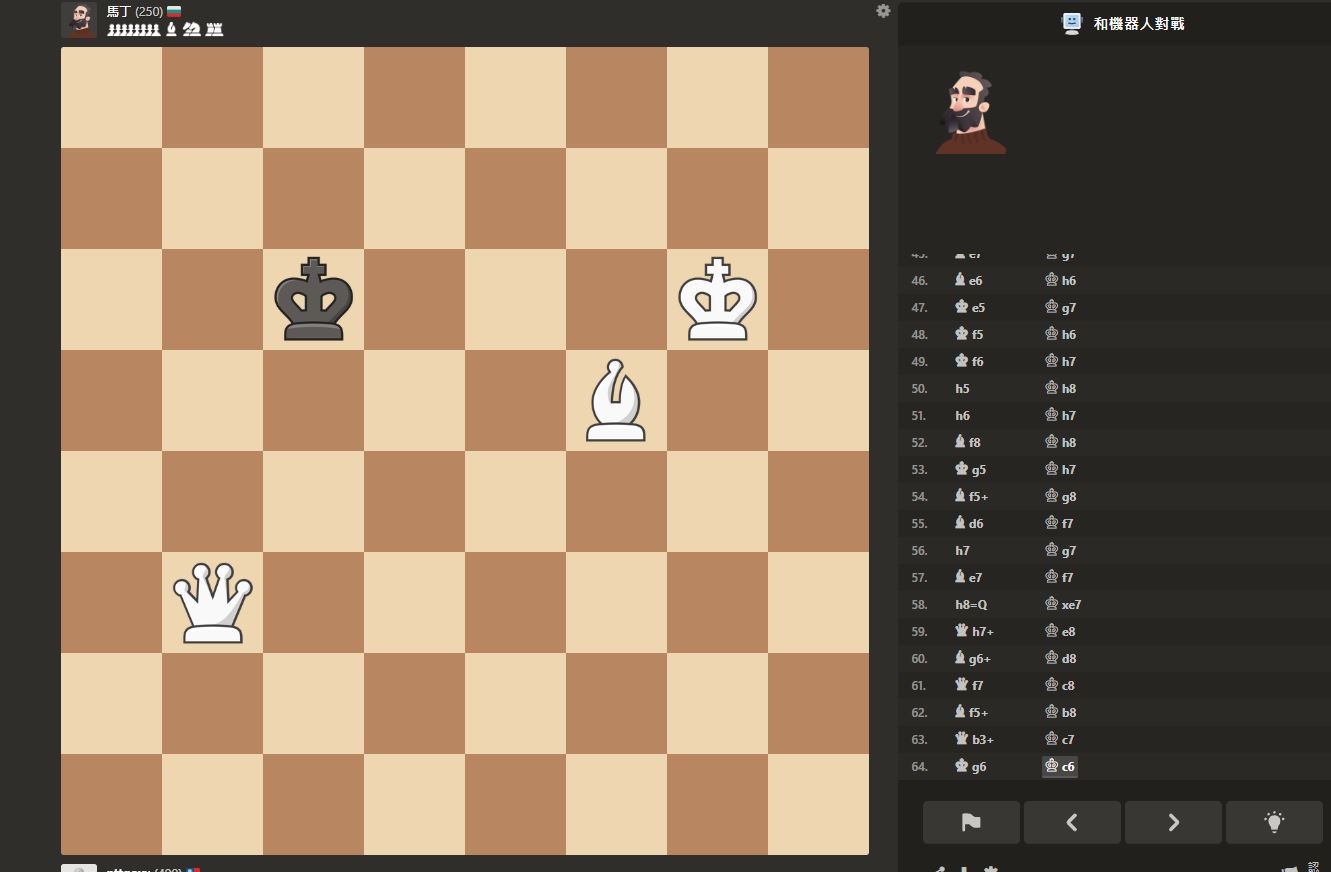 馬丁 (250)
和機器人對戰
46. e6 h6
47. e5 g7
48. f5 h6
49. f6 h7
50. h5 h8
51. h6 h7
52. f8 h8
53. g5 h7
54. f5+ g8
55. d6 f7
56. h7 g7
57. e7 f7
58. h8=Q xe7
59. h7+ e8
60. g6+ d8
61. f7 c8
62. f5+ b8
63. b3+ c7
64. g6 c6